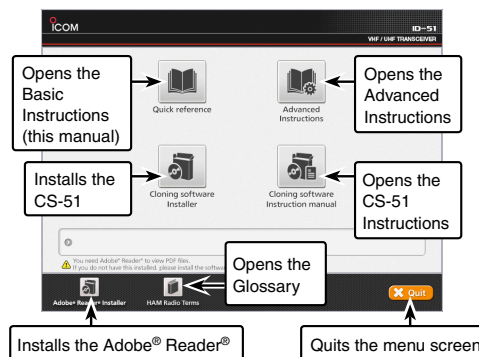 ICOM
ID-51
VHF / UHF TRANSCEIVER
Opens the
Basic
Instructions
(this manual)
Quick reference
Advanced
Instructions
Opens the
Advanced
Instructions
Installs the
CS-51
Cloning software
Installer
Cloning software
Instruction manual
Opens the
CS-51
Instructions
You need Adobe® Reader® to view PDF files.
If you do not have this installed, please install the softwa
Opens the
Glossary
Adobe® Reader® Installer
HAM Radio Terms
Quit
Installs the Adobe® Reader®
Quits the menu screen